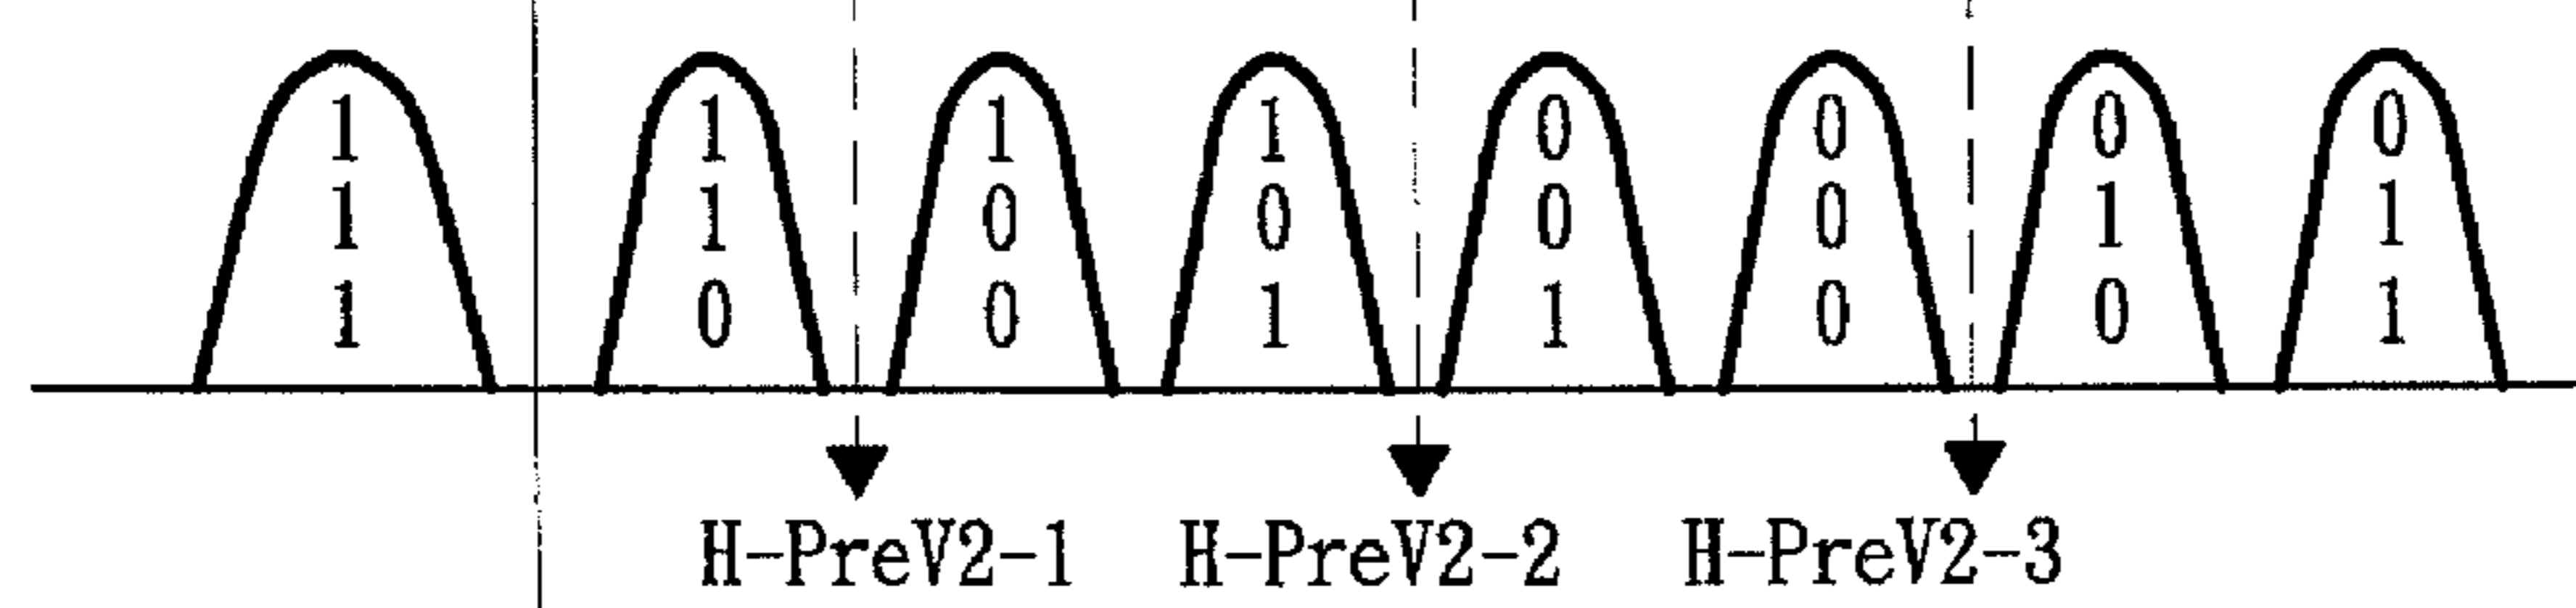 1 1 1 1 0 0 0 0
1 1 0 0 0 0 1 1
1 0 0 1 1 0 0 1
H-PreV2-1 H-PreV2-2 H-PreV2-3